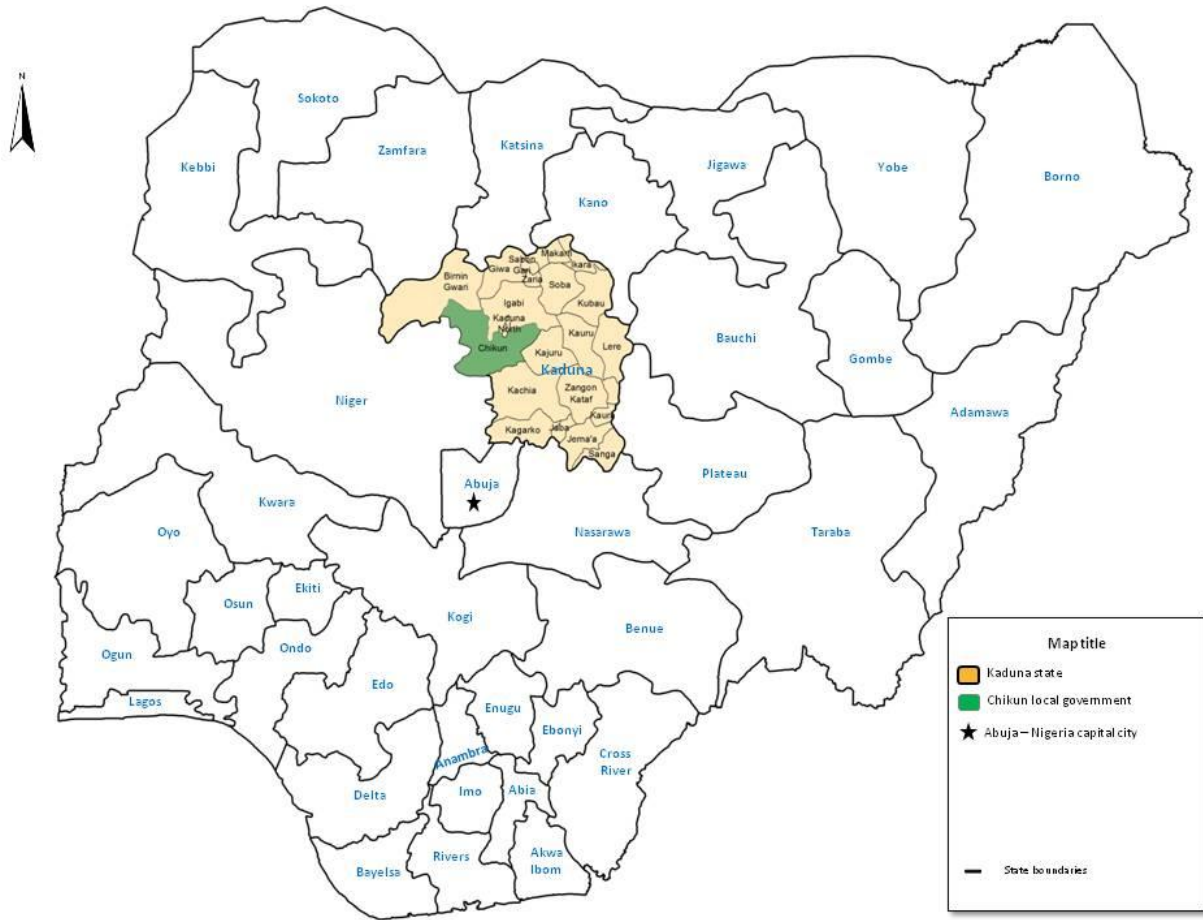 N
Sokoto
Kebbi
Zamfara
Katsina
Jigawa
Yobe
Borno
Kano
Makarfi
Ikara
Sabon
Gari
Giwa
Zaria
Birnin
Gwari
Soba
Igabi
Kubau
Kaduna
North
Kauru
Chikun
Kajuru
Lere
Kaduna
Bauchi
Gombe
Kachia
Zangon
Kataf
Niger
Kaura
Adamawa
Kagarko
Jaba
Jema'a
Sanga
Abuja
Plateau
Kwara
Oyo
Nasarawa
Taraba
Ekiti
Osun
Kogi
Benue
Ondo
Ogun
Edo
Lagos
Enugu
Ebonyi
Anambra
Cross
River
Delta
Imo
Abia
Rivers
Akwa
Ibom
Bayelsa
Map title
Kaduna state
Chikun local government
Abuja – Nigeria capital city
State boundaries